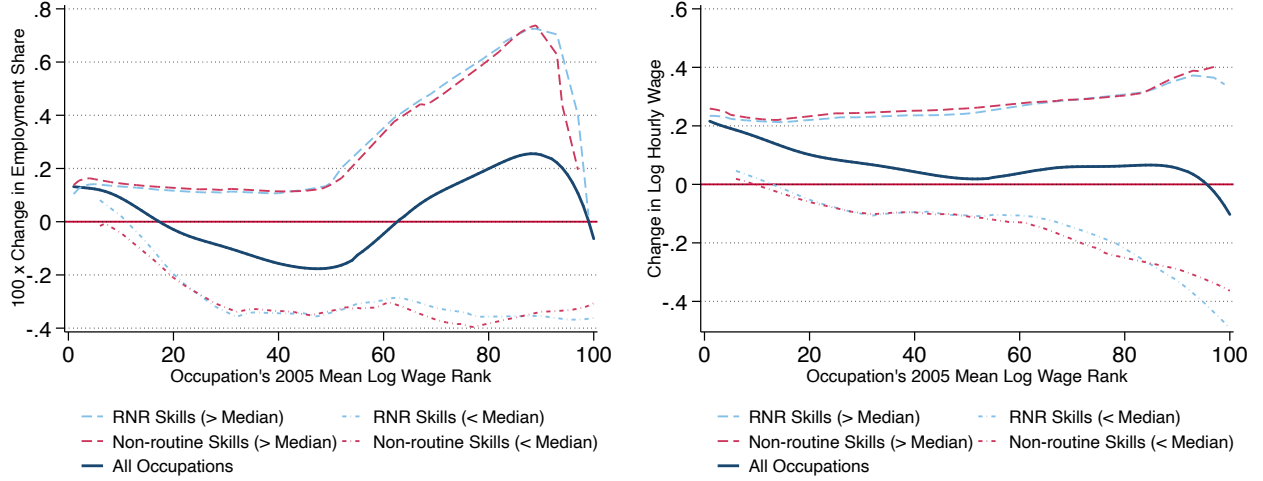 100 x Change in Employment Share
.8
.6
.4
.2
0
-.2
-.4
0 20 40 60 80 100
Occupation's 2005 Mean Log Wage Rank
RNR Skills (> Median) RNR Skills (< Median)
Non-routine Skills (> Median) Non-routine Skills (< Median)
All Occupations
Change in Log Hourly Wage
.6
.4
.2
0
-.2
-.4
0 20 40 60 80 100
Occupation's 2005 Mean Log Wage Rank
RNR Skills (> Median) RNR Skills (< Median)
Non-routine Skills (> Median) Non-routine Skills (< Median)
All Occupations